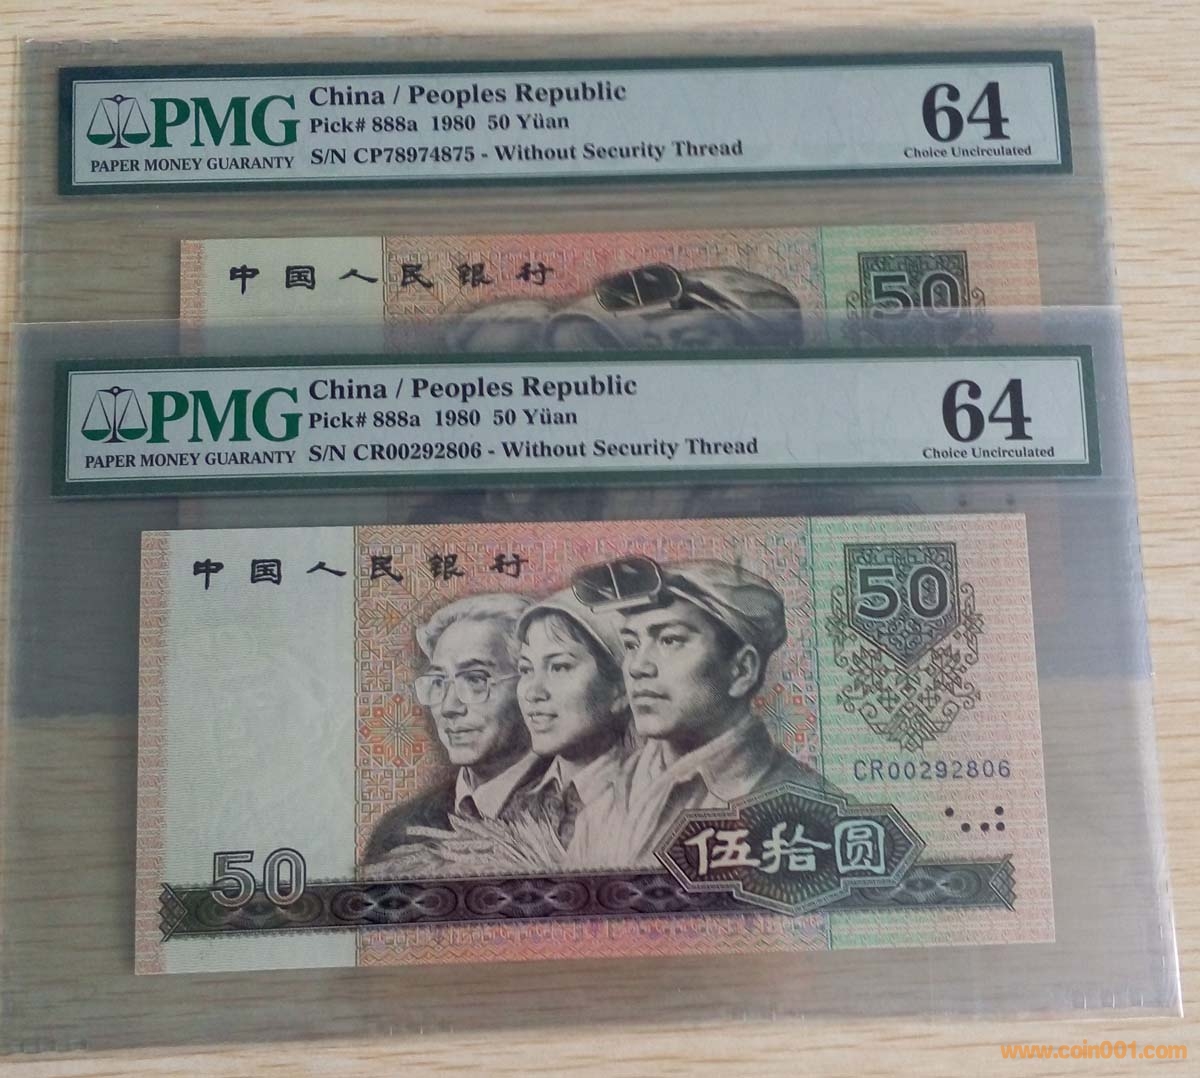 PMG
PAPER MONEY GUARANTY
China / Peoples Republic
Pick# 888a 1980 50 Yüan
S/N CP78974875 - Without Security Thread
64
Choice Uncirculated
中国人民银行
50
PMG
PAPER MONEY GUARANTY
China / Peoples Republic
Pick# 888a 1980 50 Yüan
S/N CR00292806 - Without Security Thread
64
Choice Uncirculated
中国人民银行
50
CR00292806
伍拾圆
50
www.coin001.com